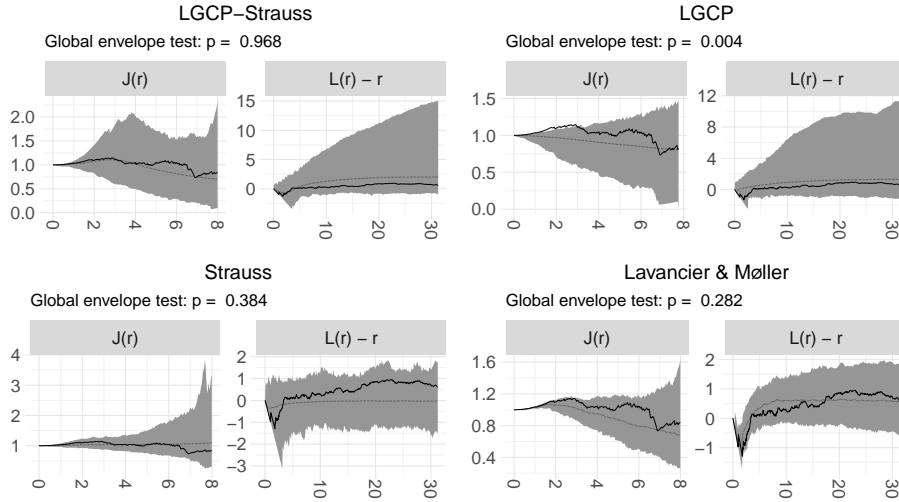 LGCP−Strauss
Global envelope test: p = 0.968
J(r)
L(r) − r
2.0
1.5
1.0
0.5
0.0
0 2 4 6 8
15
10
5
0
0 10 20 30
LGCP
Global envelope test: p = 0.004
J(r)
L(r) − r
1.5
1.0
0.5
0.0
0 2 4 6 8
12
8
4
0
0 10 20 30
Strauss
Global envelope test: p = 0.384
J(r)
L(r) − r
4
3
2
1
0 2 4 6 8
2
1
0
−1
−2
−3
0 10 20 30
Lavancier & Møller
Global envelope test: p = 0.282
J(r)
L(r) − r
1.6
1.2
0.8
0.4
0 2 4 6 8
2
1
0
−1
0 10 20 30